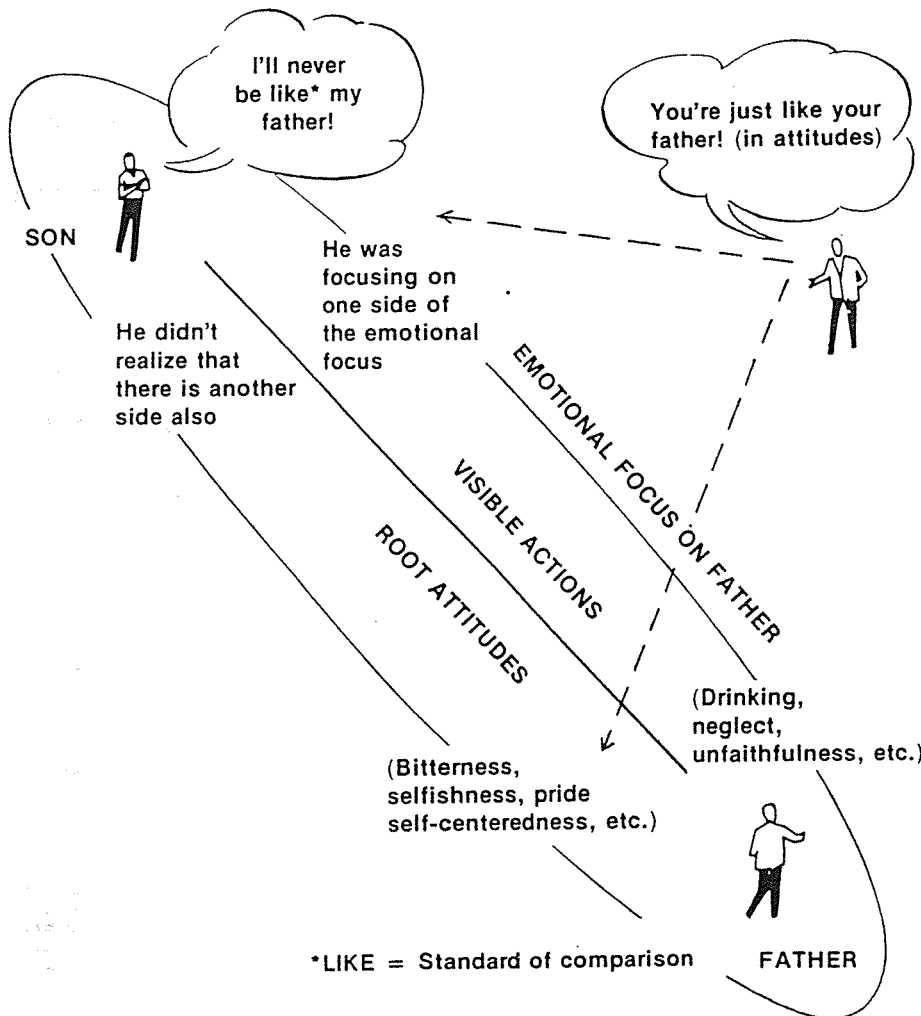 I'll never
be like* my
father!
You're just like your
father! (in attitudes)
SON
He was
focusing on
one side of
the emotional
focus
He didn't
realize that
there is another
side also
EMOTIONAL FOCUS ON FATHER
VISIBLE ACTIONS
ROOT ATTITUDES
(Drinking,
neglect,
unfaithfulness, etc.)
(Bitterness,
selfishness, pride
self-centeredness, etc.)
*LIKE = Standard of comparison
FATHER